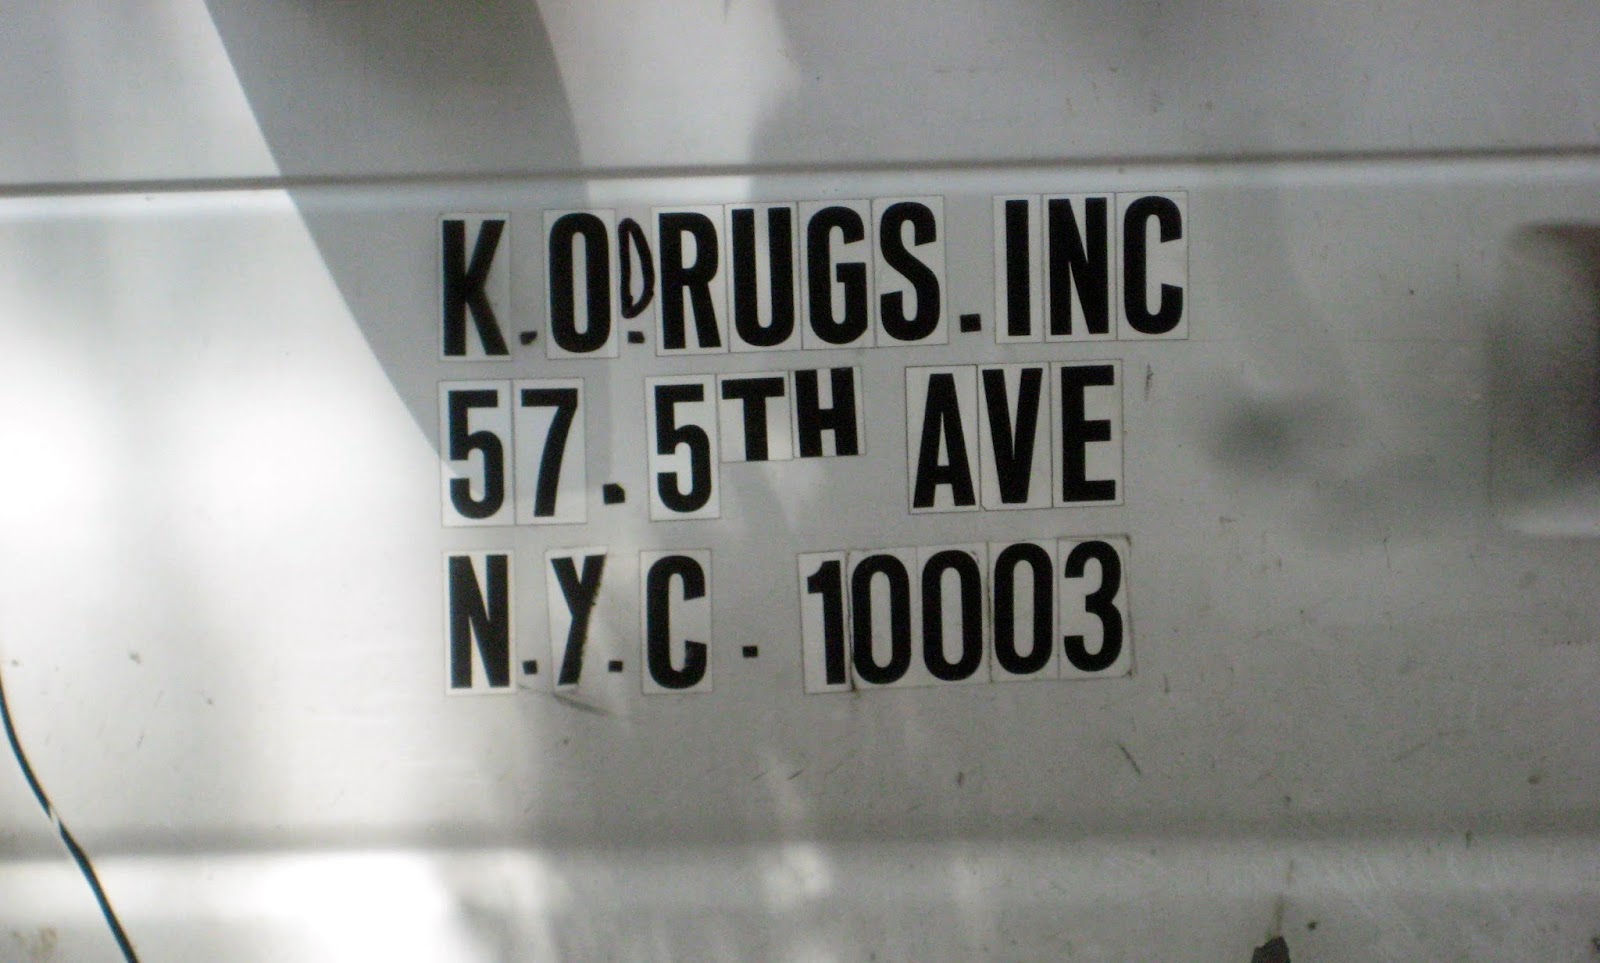 K.O.DRUGS.INC
57.5TH AVE
N.Y.C. 10003